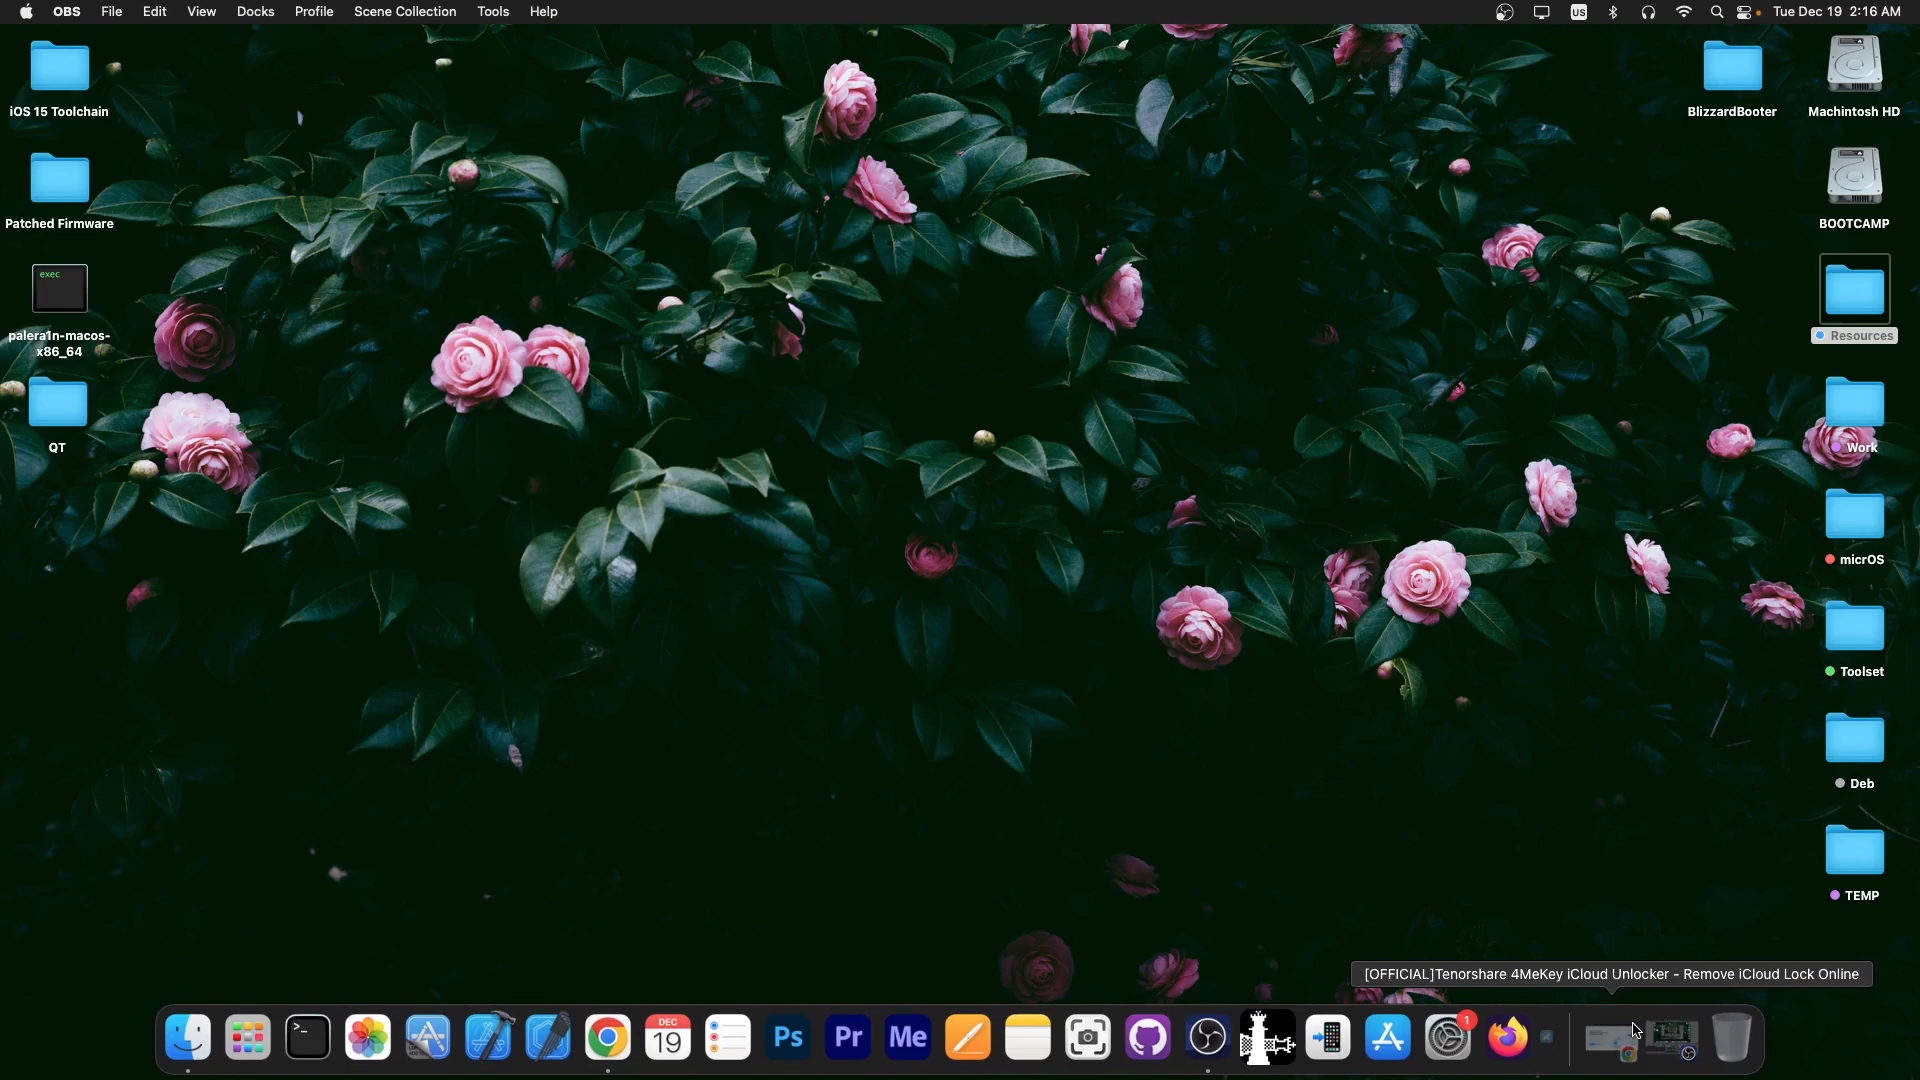 OBS File Edit View Docks Profile Scene Collection Tools Help US Tue Dec 19 2:16 AM
iOS 15 Toolchain
BlizzardBooter
Machintosh HD
Patched Firmware
BOOTCAMP
exec
palera1n-macos-
x86_64
Resources
QT
Work
micrOS
Toolset
Deb
TEMP
[OFFICIAL]Tenorshare 4MeKey iCloud Unlocker - Remove iCloud Lock Online
>_
DEC
19
Ps
Pr
Me
1